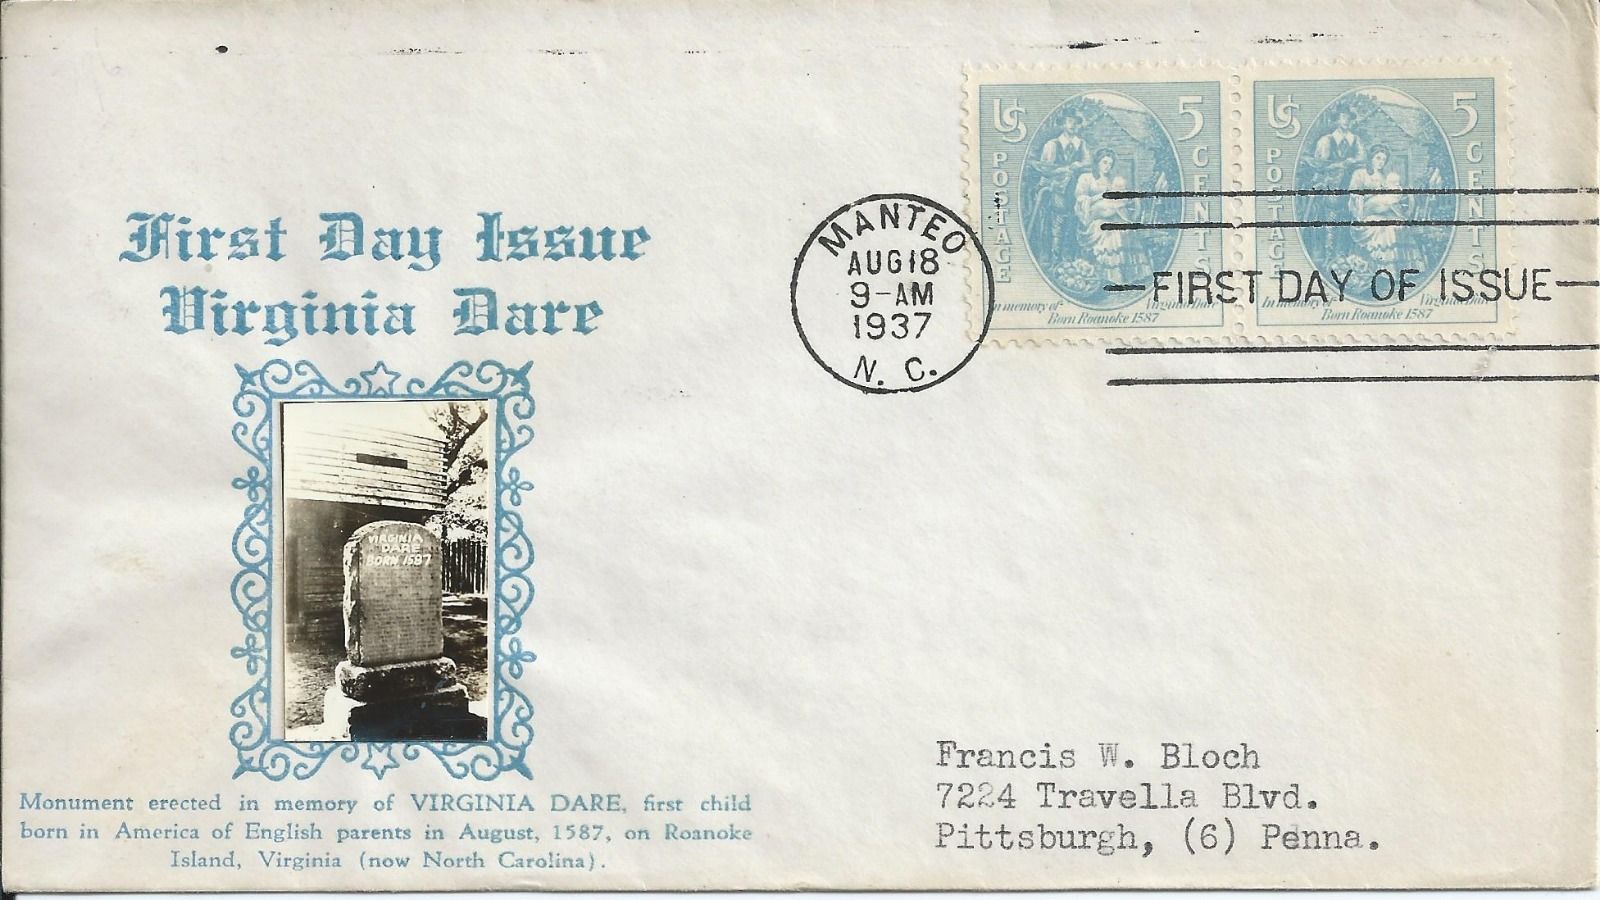 First Day Issue
Virginia Dare
VIRGINIA
DARE
BORN 1587
Monument erected in memory of VIRGINIA DARE, first child
born in America of English parents in August, 1587, on Roanoke
Island, Virginia (now North Carolina).
MANTEO
AUG 18
9-AM
1937
N. C.
US 5
POSTAGE
CENTS
In memory of Virginia Dare
Born Roanoke 1587
US 5
POSTAGE
CENTS
In memory of Virginia Dare
Born Roanoke 1587
—FIRST DAY OF ISSUE—
Francis W. Bloch
7224 Travella Blvd.
Pittsburgh, (6) Penna.